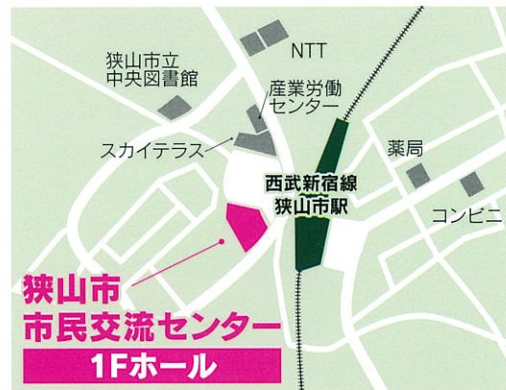 NTT
狭山市立
中央図書館
産業労働
センター
スカイテラス
薬局
西武新宿線
狭山市駅
コンビニ
狭山市
市民交流センター
1Fホール